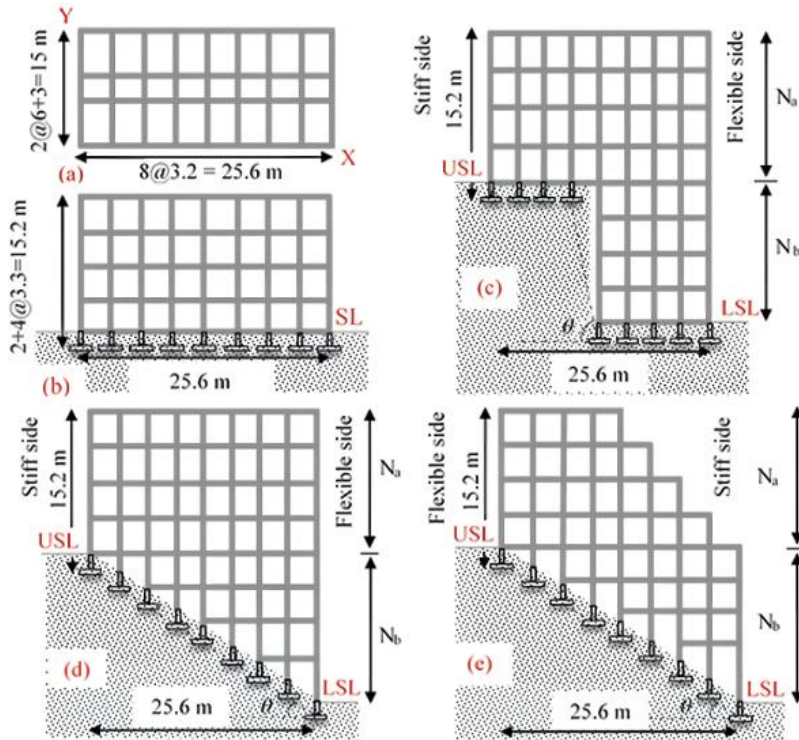 Y
2@6+3=15 m
(a)
X
8@3.2 = 25.6 m
2+4@3.3=15.2 m
SL
(b)
25.6 m
Stiff side
15.2 m
USL
Flexible side
Na
Nb
(c)
LSL
θ
25.6 m
Stiff side
15.2 m
USL
Flexible side
Na
Nb
(d)
LSL
θ
25.6 m
Flexible side
15.2 m
USL
Stiff side
Na
Nb
(e)
LSL
θ
25.6 m